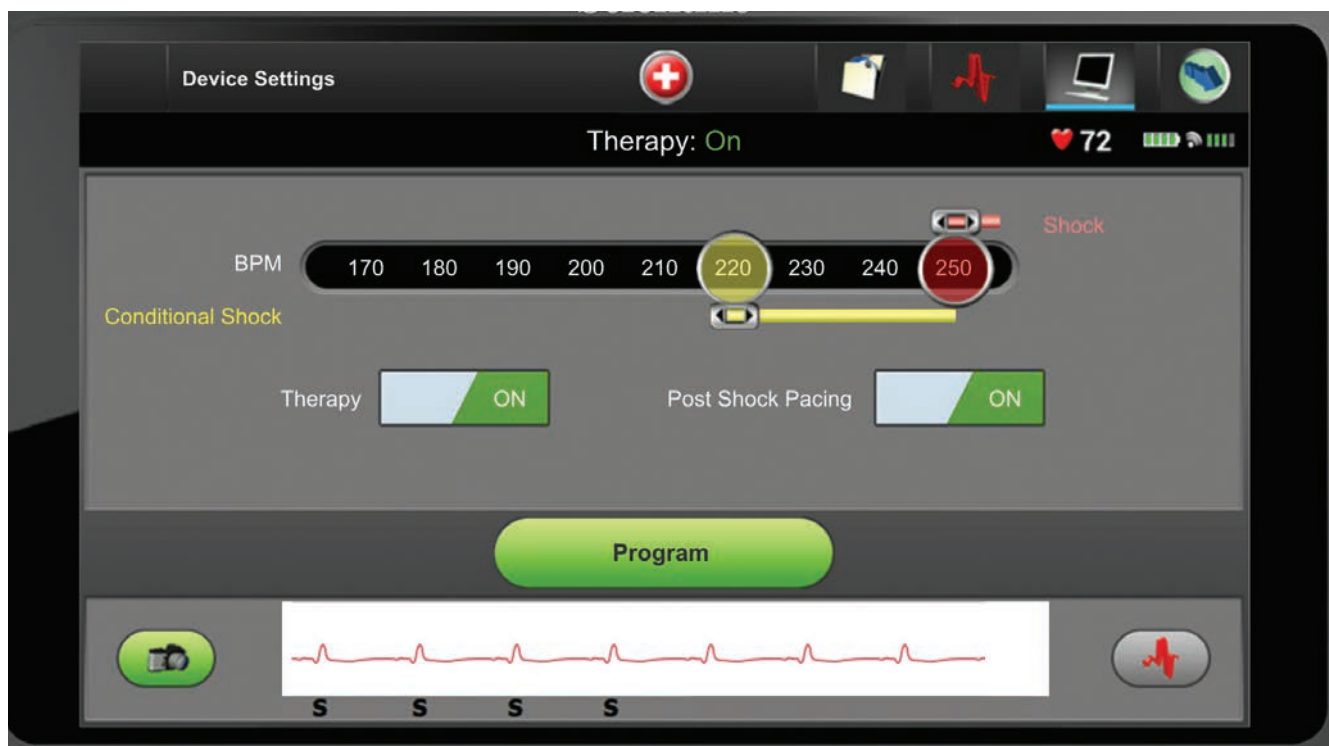 Device Settings
Therapy: On
72
Shock
BPM 170 180 190 200 210 220 230 240 250
Conditional Shock
Therapy ON Post Shock Pacing ON
Program
S S S S